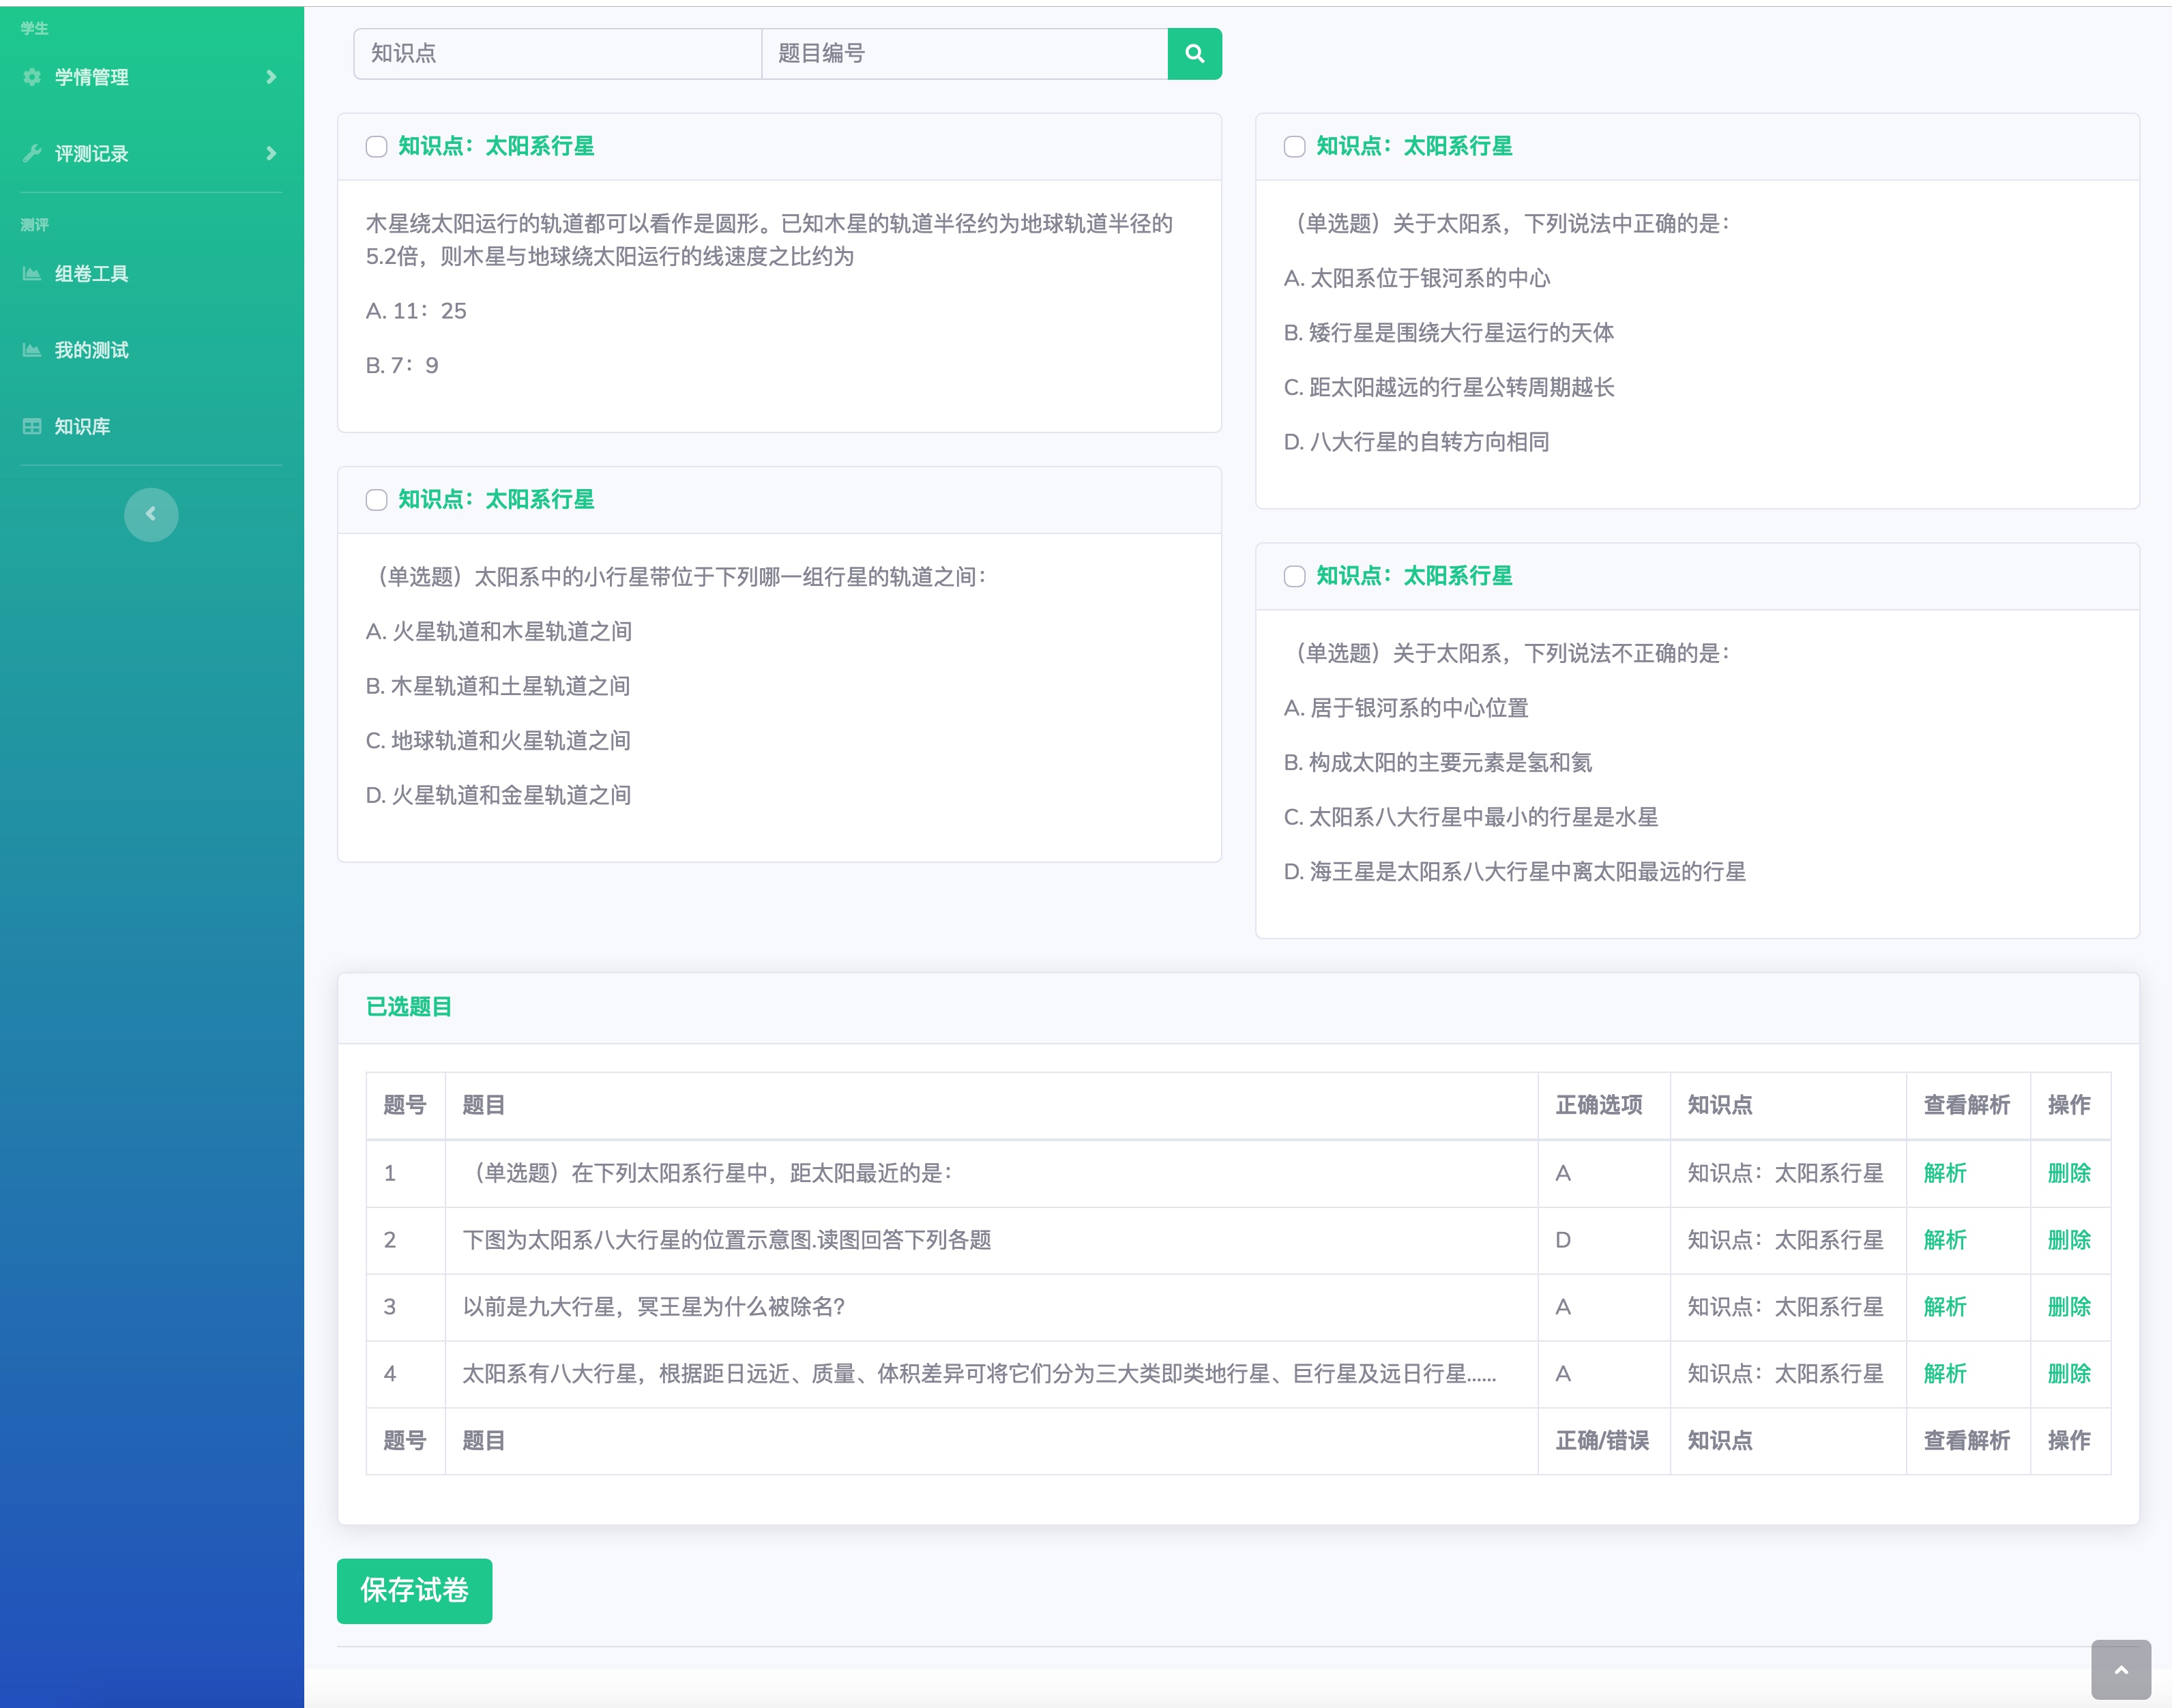 学生
学情管理
评测记录
测评
组卷工具
我的测试
知识库
知识点
题目编号
知识点：太阳系行星
木星绕太阳运行的轨道都可以看作是圆形。已知木星的轨道半径约为地球轨道半径的
5.2倍，则木星与地球绕太阳运行的线速度之比约为
A. 11：25
B. 7：9
知识点：太阳系行星
（单选题）太阳系中的小行星带位于下列哪一组行星的轨道之间：
A. 火星轨道和木星轨道之间
B. 木星轨道和土星轨道之间
C. 地球轨道和火星轨道之间
D. 火星轨道和金星轨道之间
知识点：太阳系行星
（单选题）关于太阳系，下列说法中正确的是：
A. 太阳系位于银河系的中心
B. 矮行星是围绕大行星运行的天体
C. 距太阳越远的行星公转周期越长
D. 八大行星的自转方向相同
知识点：太阳系行星
（单选题）关于太阳系，下列说法不正确的是：
A. 居于银河系的中心位置
B. 构成太阳的主要元素是氢和氦
C. 太阳系八大行星中最小的行星是水星
D. 海王星是太阳系八大行星中离太阳最远的行星
已选题目
题号 题目 正确选项 知识点 查看解析 操作
1 （单选题）在下列太阳系行星中，距太阳最近的是： A 知识点：太阳系行星 解析 删除
2 下图为太阳系八大行星的位置示意图.读图回答下列各题 D 知识点：太阳系行星 解析 删除
3 以前是九大行星，冥王星为什么被除名？ A 知识点：太阳系行星 解析 删除
4 太阳系有八大行星，根据距日远近、质量、体积差异可将它们分为三大类即类地行星、巨行星及远日行星...... A 知识点：太阳系行星 解析 删除
题号 题目 正确/错误 知识点 查看解析 操作
保存试卷